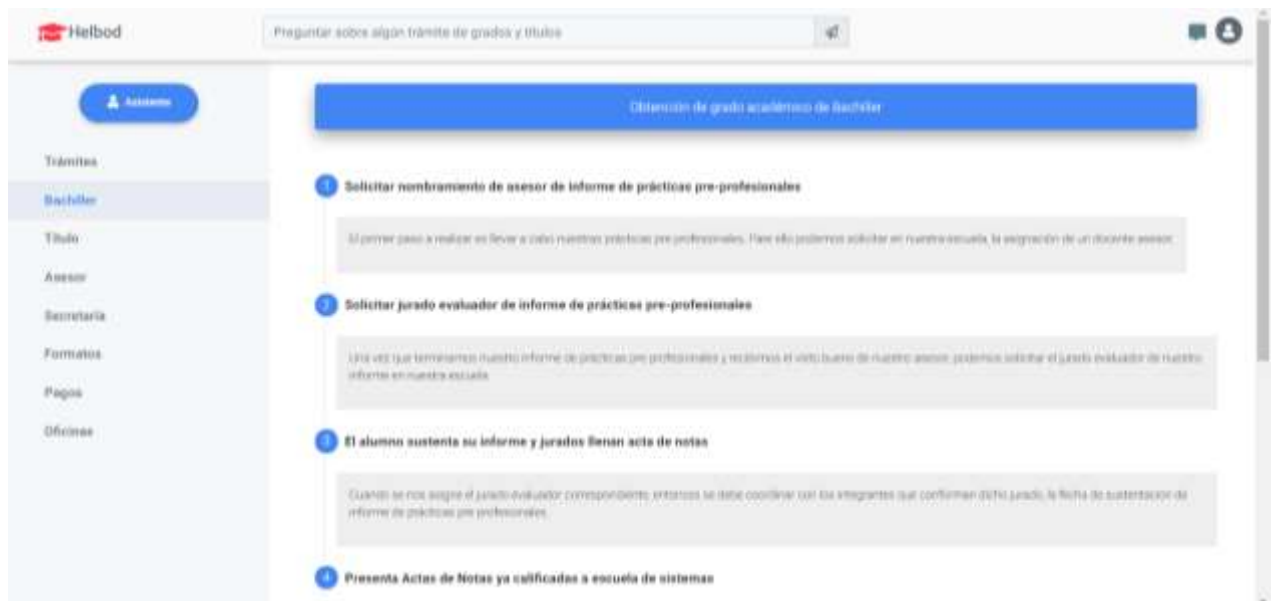 Helbod
Preguntar sobre algún trámite de grados y títulos
Asistente
Obtención de grado académico de Bachiller
Trámites
Bachiller
Título
Asesor
Secretaría
Formatos
Pagos
Oficinas
1 Solicitar nombramiento de asesor de informe de prácticas pre-profesionales
El primer paso a realizar es llevar a cabo nuestras prácticas pre profesionales. Para ello podemos solicitar en nuestra escuela, la asignación de un docente asesor.
2 Solicitar jurado evaluador de informe de prácticas pre-profesionales
Una vez que terminamos nuestro informe de prácticas pre profesionales y recibimos el visto bueno de nuestro asesor, podemos solicitar el jurado evaluador de nuestro
informe en nuestra escuela
3 El alumno sustenta su informe y jurados llenan acta de notas
Cuando se nos asigne el jurado evaluador correspondiente, entonces se debe coordinar con los integrantes que conforman dicho jurado, la fecha de sustentación de
informe de prácticas pre profesionales.
4 Presenta Actas de Notas ya calificadas a escuela de sistemas